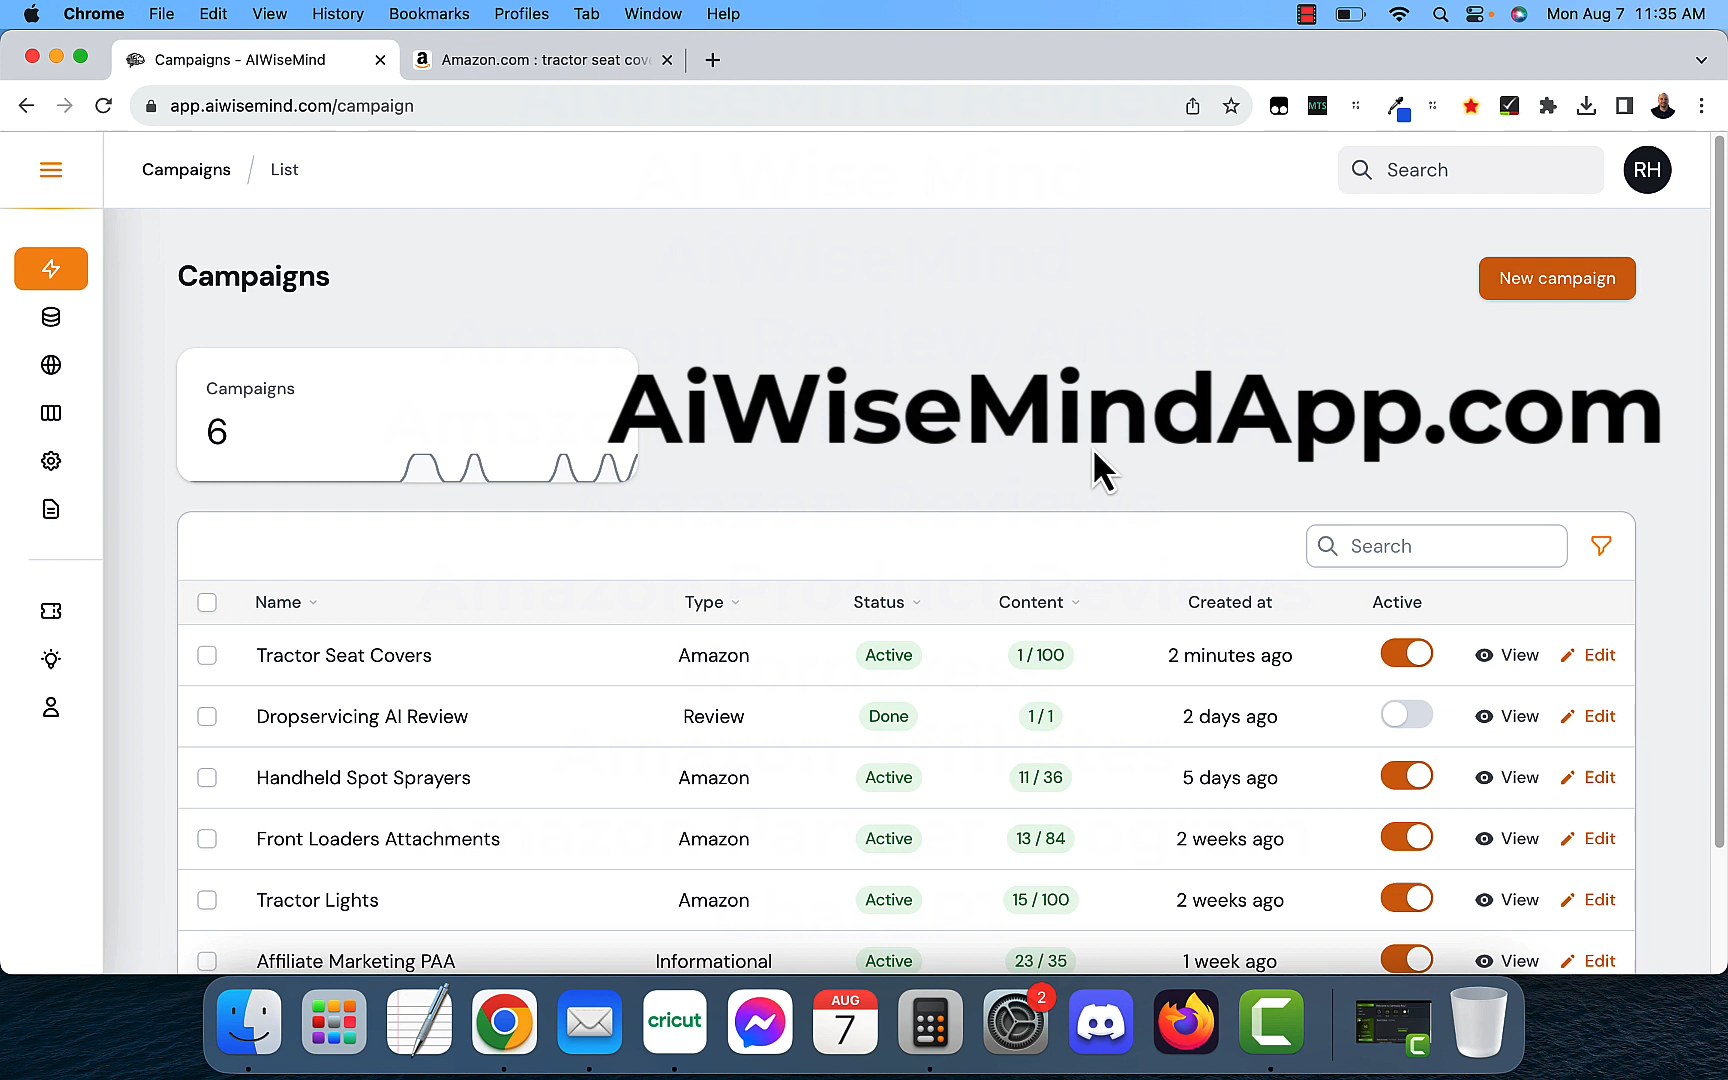 Chrome File Edit View History Bookmarks Profiles Tab Window Help Mon Aug 7 11:35 AM
Campaigns - AIWiseMind Amazon.com : tractor seat cov
app.aiwisemind.com/campaign MTS
Campaigns / List Search RH
Campaigns New campaign
Campaigns
6
AiWiseMindApp.com
Search
Name Type Status Content Created at Active
Tractor Seat Covers Amazon Active 1 / 100 2 minutes ago View Edit
Dropservicing AI Review Review Done 1 / 1 2 days ago View Edit
Handheld Spot Sprayers Amazon Active 11 / 36 5 days ago View Edit
Front Loaders Attachments Amazon Active 13 / 84 2 weeks ago View Edit
Tractor Lights Amazon Active 15 / 100 2 weeks ago View Edit
Affiliate Marketing PAA Informational Active 23 / 35 1 week ago View Edit
cricut AUG 7 2